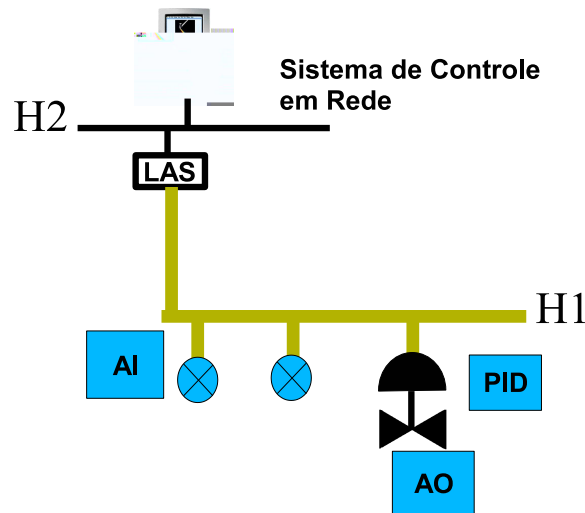 Sistema de Controle
em Rede
H2
LAS
H1
AI
PID
AO